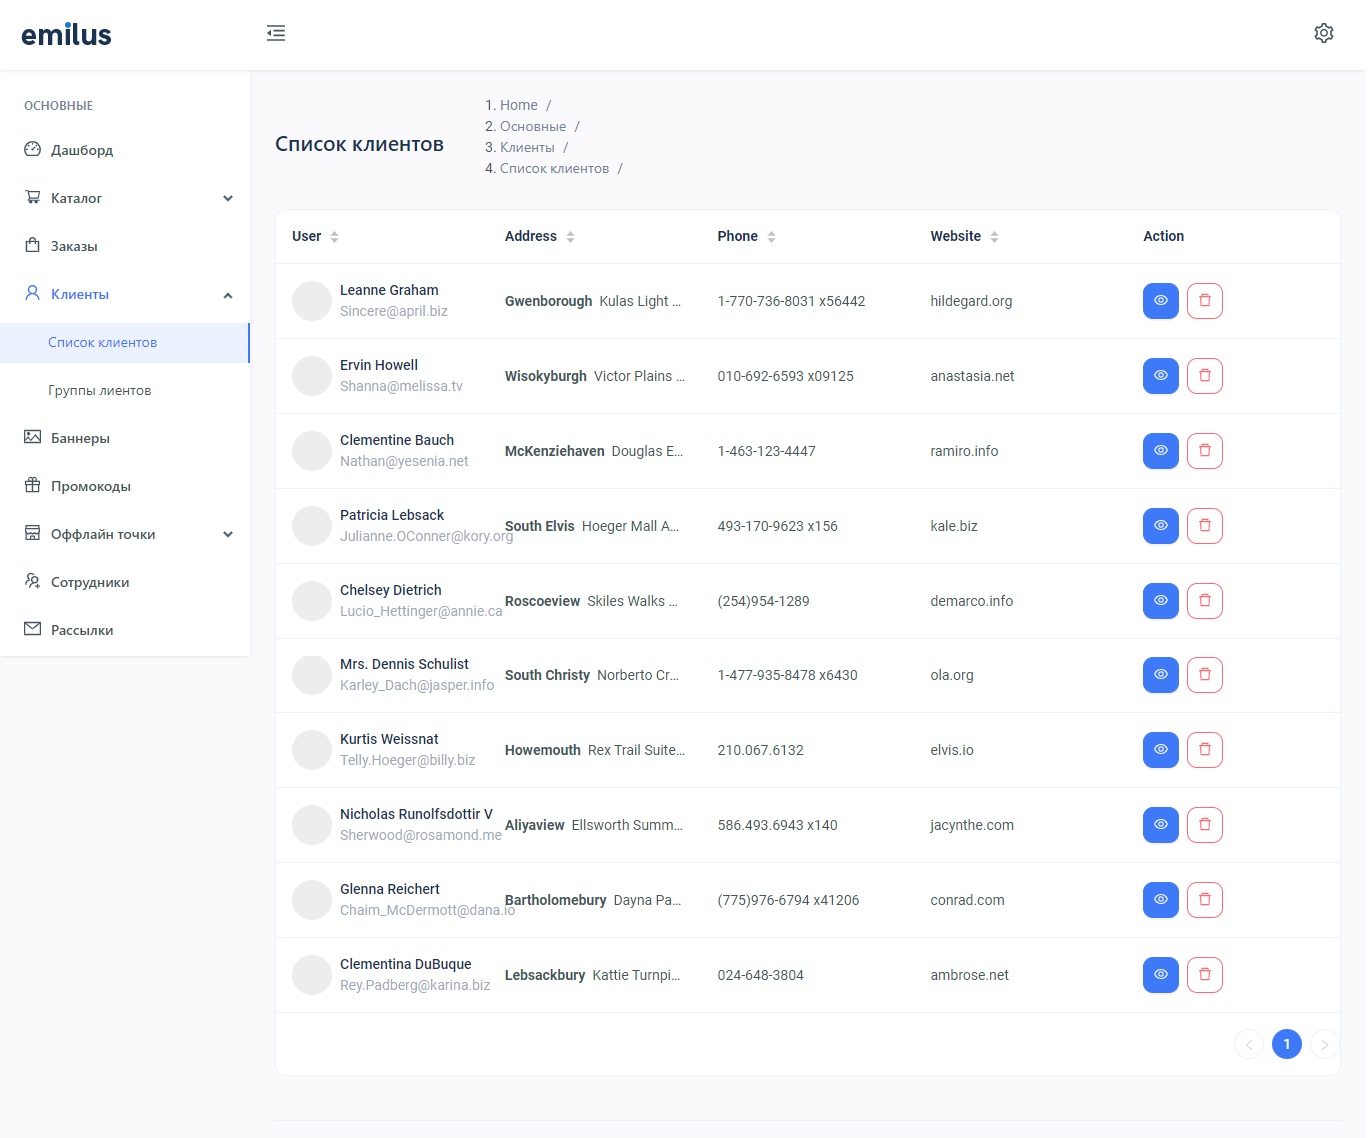 emilus
ОСНОВНЫЕ
Дашборд
Каталог
Заказы
Клиенты
Список клиентов
Группы лиентов
Баннеры
Промокоды
Оффлайн точки
Сотрудники
Рассылки
Список клиентов
1. Home /
2. Основные /
3. Клиенты /
4. Список клиентов /
User Address Phone Website Action
Leanne Graham
Sincere@april.biz
Gwenborough Kulas Light ... 1-770-736-8031 x56442 hildegard.org
Ervin Howell
Shanna@melissa.tv
Wisokyburgh Victor Plains ... 010-692-6593 x09125 anastasia.net
Clementine Bauch
Nathan@yesenia.net
McKenziehaven Douglas E... 1-463-123-4447 ramiro.info
Patricia Lebsack
Julianne.OConner@kory.org
South Elvis Hoeger Mall A... 493-170-9623 x156 kale.biz
Chelsey Dietrich
Lucio_Hettinger@annie.ca
Roscoeview Skiles Walks ... (254)954-1289 demarco.info
Mrs. Dennis Schulist
Karley_Dach@jasper.info
South Christy Norberto Cr... 1-477-935-8478 x6430 ola.org
Kurtis Weissnat
Telly.Hoeger@billy.biz
Howemouth Rex Trail Suite... 210.067.6132 elvis.io
Nicholas Runolfsdottir V
Sherwood@rosamond.me
Aliyaview Ellsworth Summ... 586.493.6943 x140 jacynthe.com
Glenna Reichert
Chaim_McDermott@dana.io
Bartholomebury Dayna Pa... (775)976-6794 x41206 conrad.com
Clementina DuBuque
Rey.Padberg@karina.biz
Lebsackbury Kattie Turnpi... 024-648-3804 ambrose.net
1